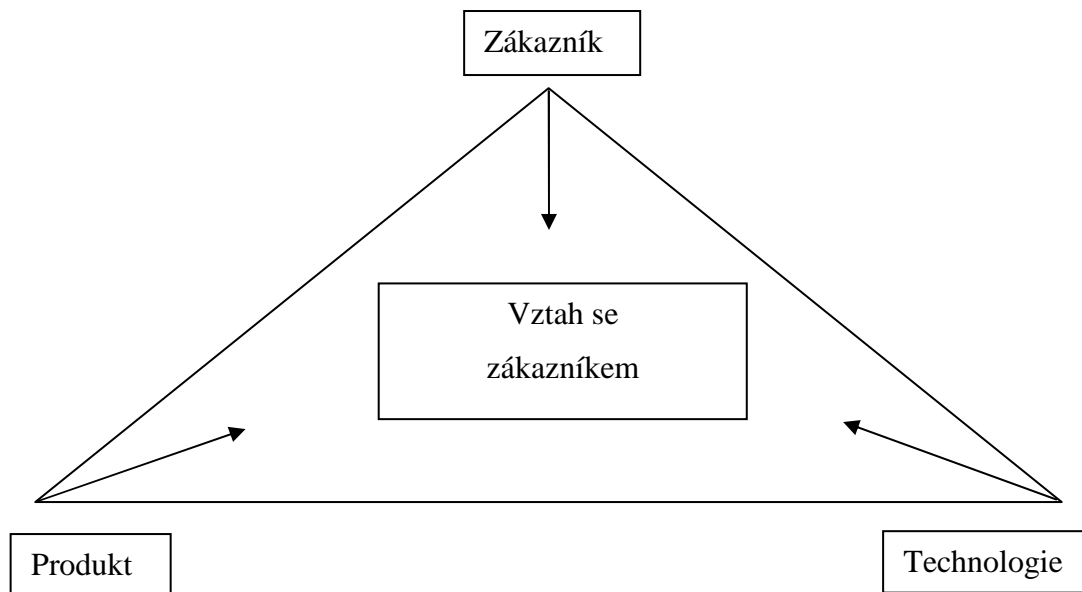 Zákazník
Vztah se
zákazníkem
Produkt
Technologie